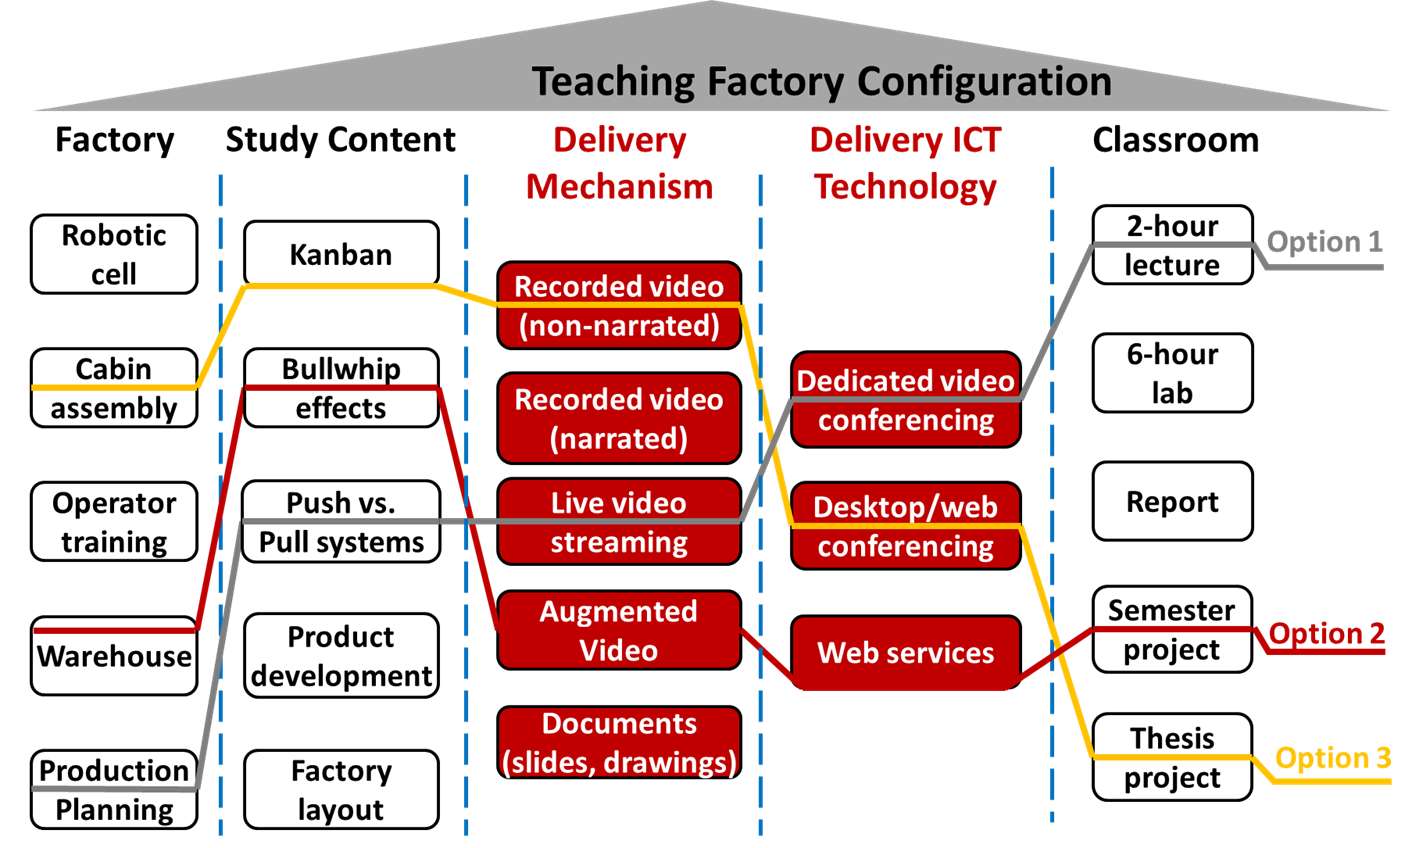 Teaching Factory Configuration
Factory
Robotic
cell
Cabin
assembly
Operator
training
Warehouse
Production
Planning
Study Content
Kanban
Bullwhip
effects
Push vs.
Pull systems
Product
development
Factory
layout
Delivery
Mechanism
Recorded video
(non-narrated)
Recorded video
(narrated)
Live video
streaming
Augmented
Video
Documents
(slides, drawings)
Delivery ICT
Technology
Dedicated video
conferencing
Desktop/web
conferencing
Web services
Classroom
2-hour
lecture
6-hour
lab
Report
Semester
project
Thesis
project
Option 1
Option 2
Option 3